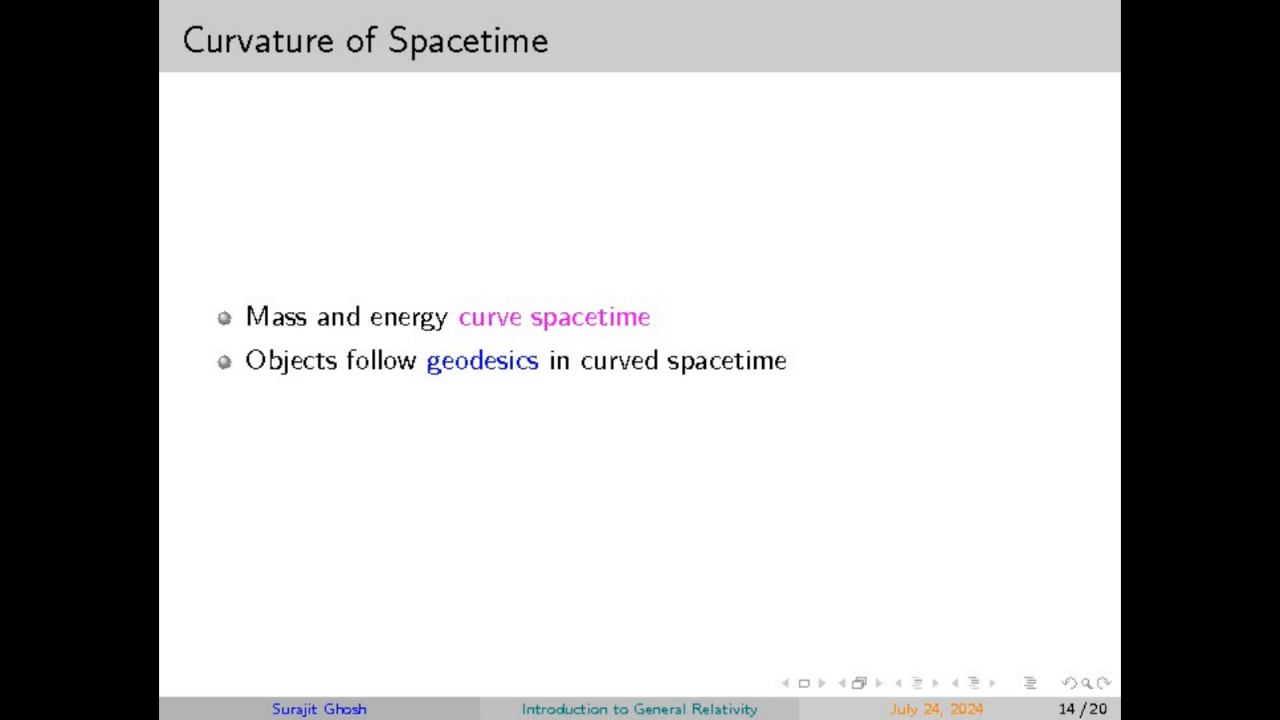 Curvature of Spacetime
Mass and energy curve spacetime
Objects follow geodesics in curved spacetime
Surajit Ghosh Introduction to General Relativity July 24, 2024 14/20